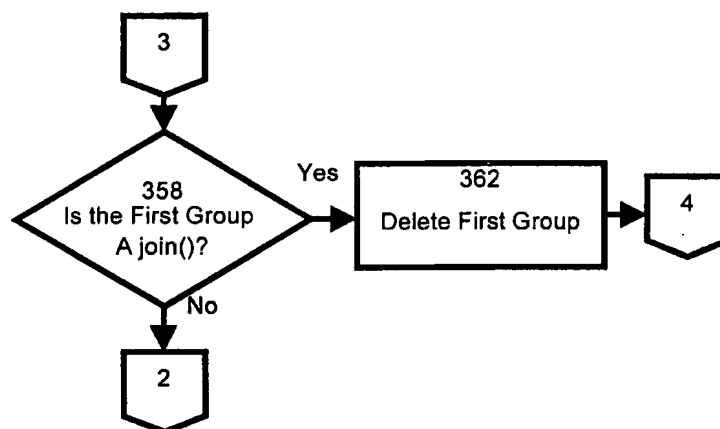 3
358
Is the First Group
A join()?
Yes
362
Delete First Group
4
No
2